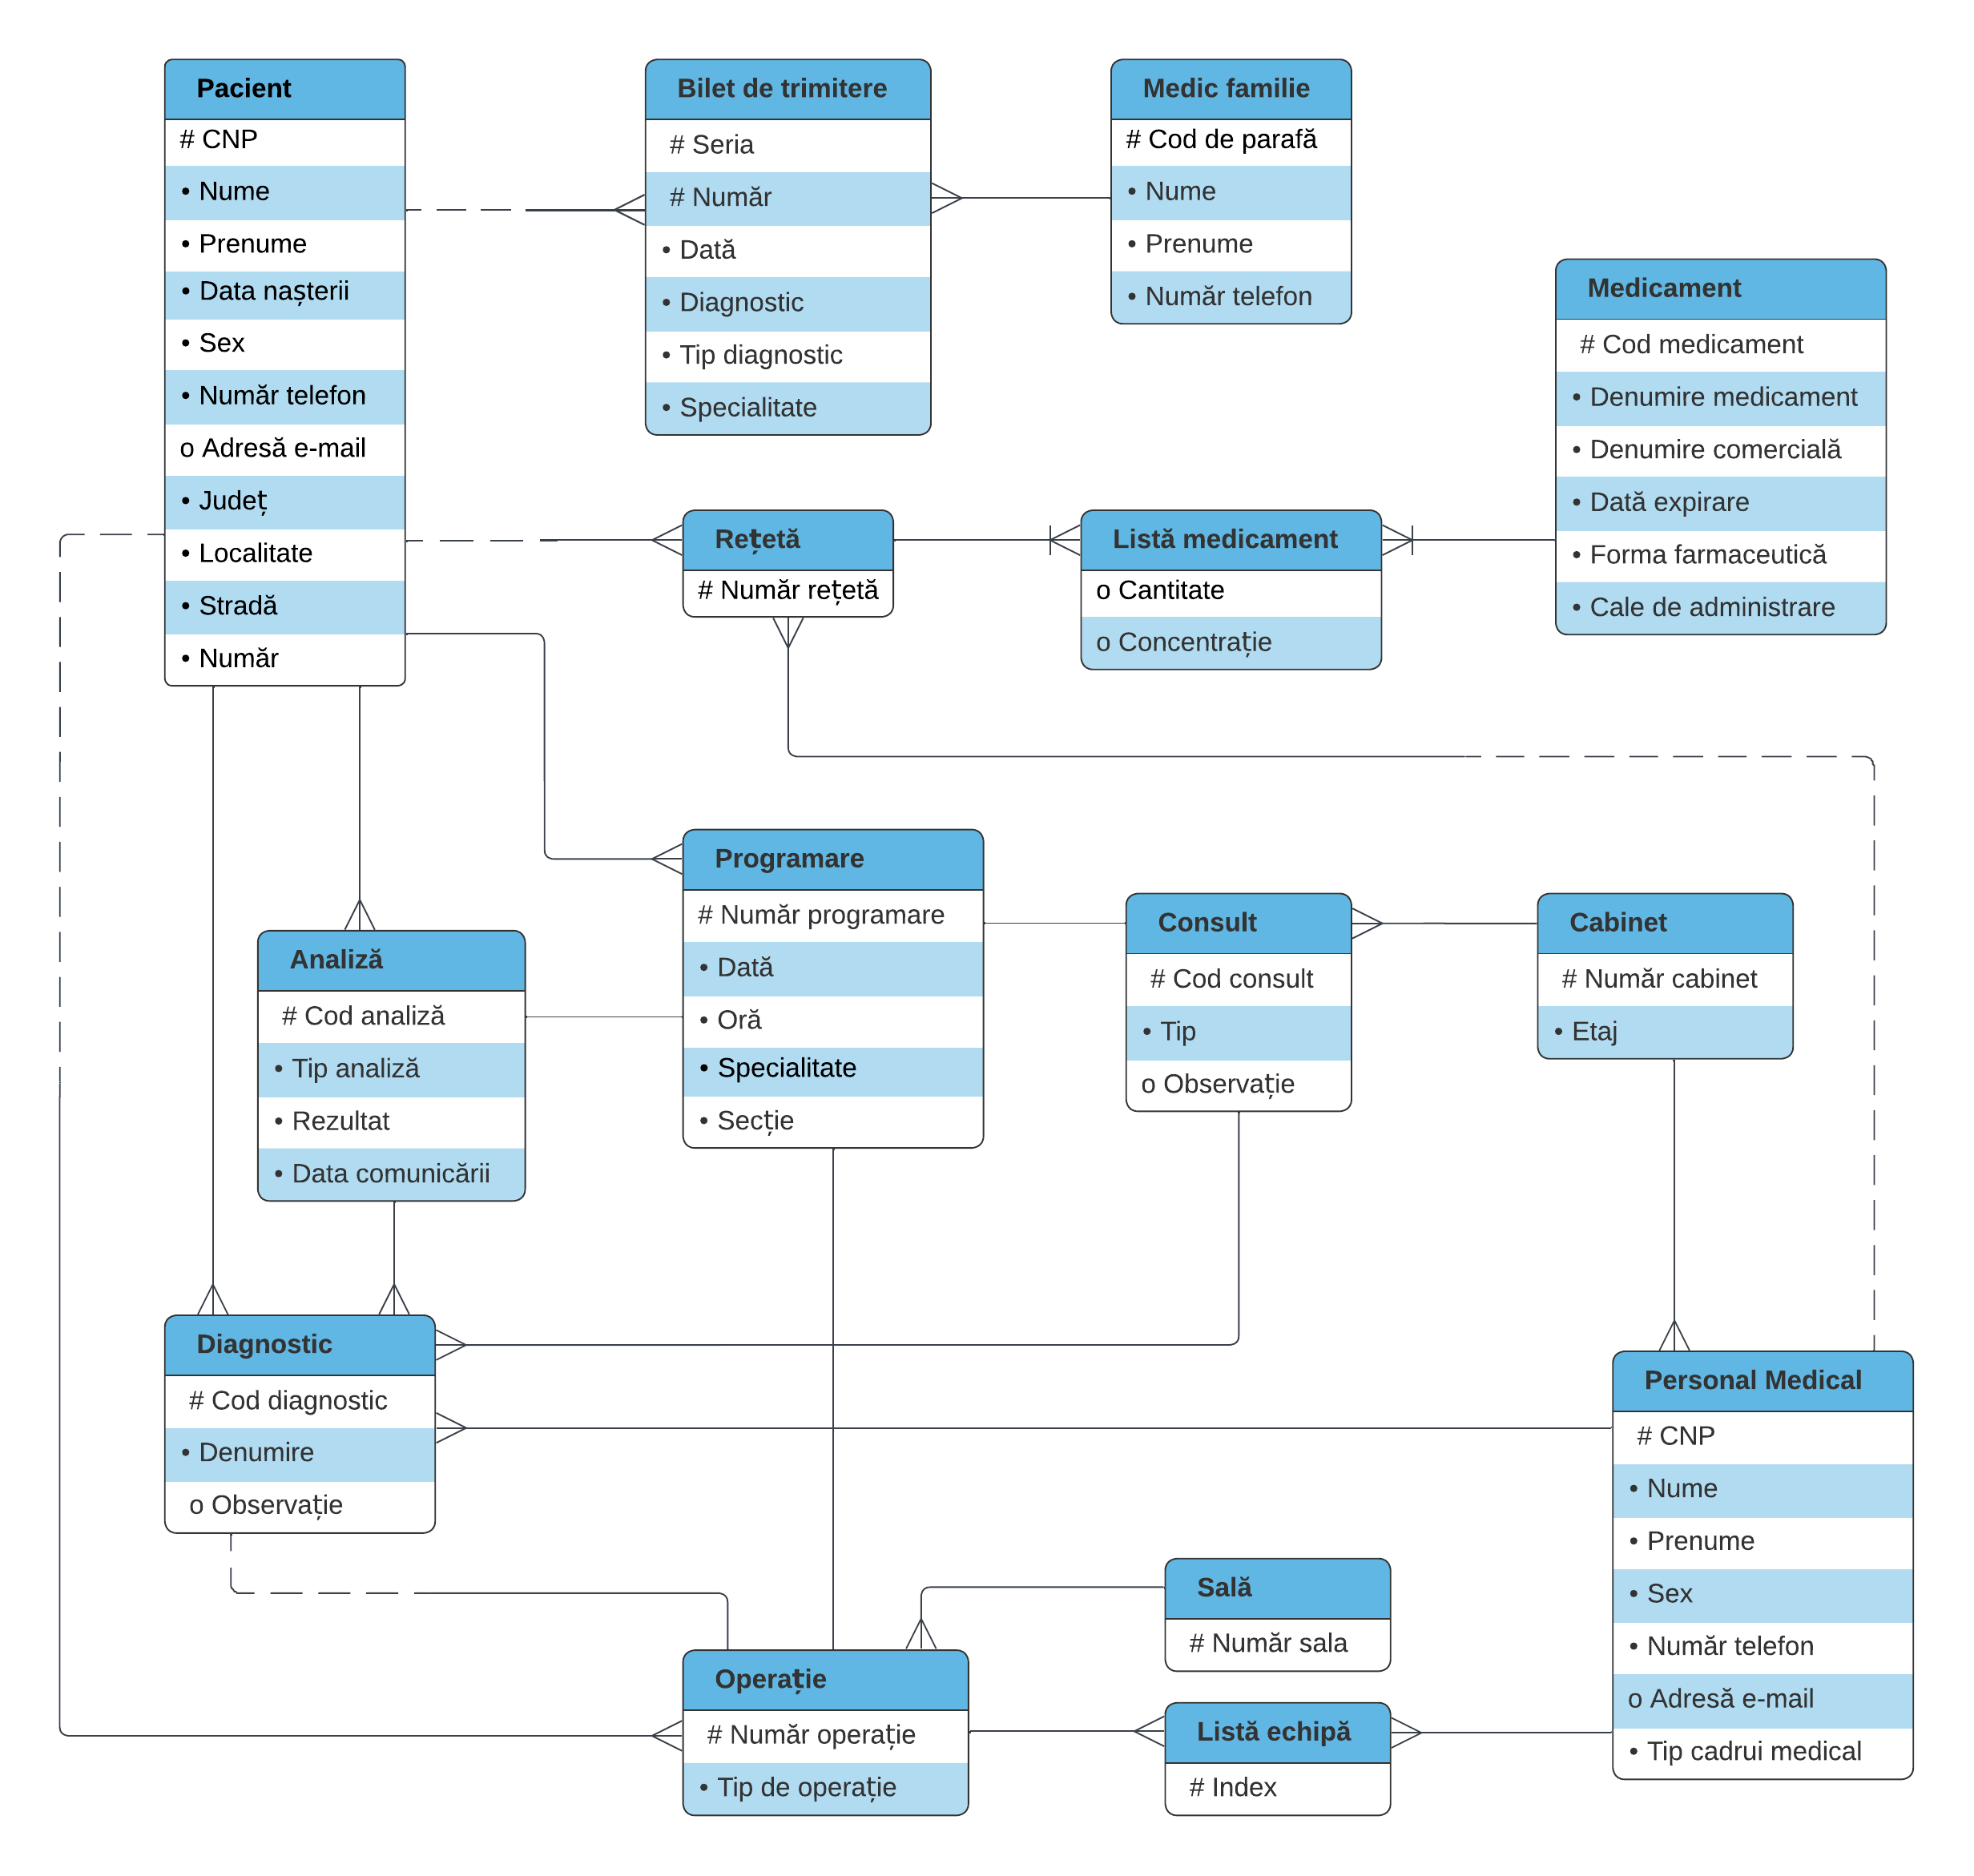 Pacient
# CNP
• Nume
• Prenume
• Data nașterii
• Sex
• Număr telefon
o Adresă e-mail
• Județ
• Localitate
• Stradă
• Număr
Bilet de trimitere
# Seria
# Număr
• Dată
• Diagnostic
• Tip diagnostic
• Specialitate
Medic familie
# Cod de parafă
• Nume
• Prenume
• Număr telefon
Medicament
# Cod medicament
• Denumire medicament
• Denumire comercială
• Dată expirare
• Forma farmaceutică
• Cale de administrare
Rețetă
# Număr rețetă
Listă medicament
o Cantitate
o Concentrație
Programare
# Număr programare
• Dată
• Oră
• Specialitate
• Secție
Consult
# Cod consult
• Tip
o Observație
Cabinet
# Număr cabinet
• Etaj
Analiză
# Cod analiză
• Tip analiză
• Rezultat
• Data comunicării
Diagnostic
# Cod diagnostic
• Denumire
o Observație
Personal Medical
# CNP
• Nume
• Prenume
• Sex
• Număr telefon
o Adresă e-mail
• Tip cadrui medical
Sală
# Număr sala
Operație
# Număr operație
• Tip de operație
Listă echipă
# Index